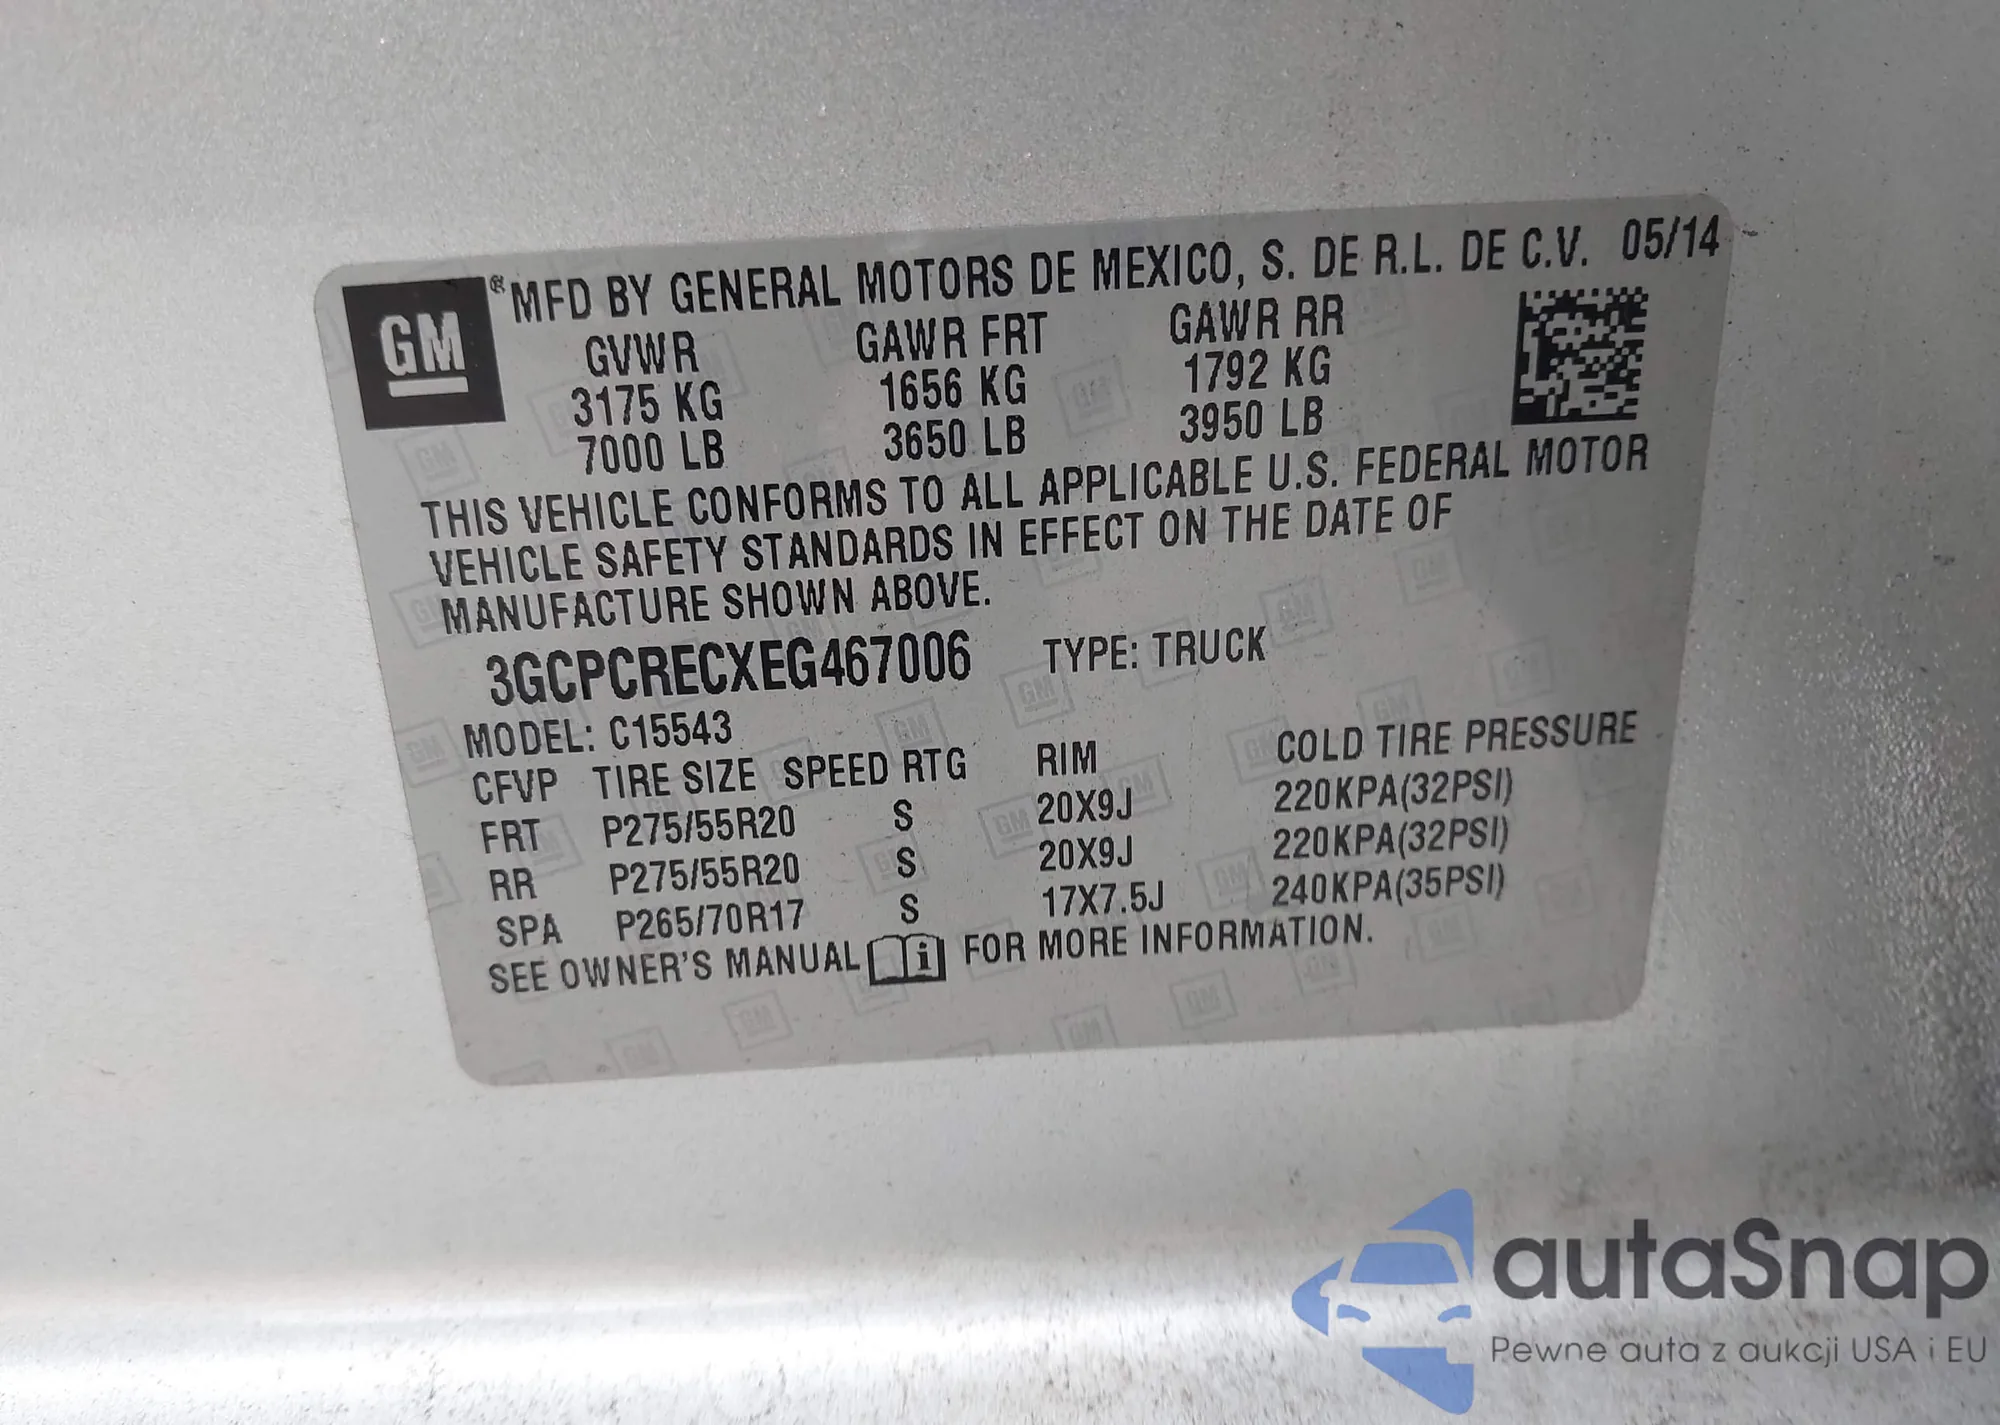 GM ® MFD BY GENERAL MOTORS DE MEXICO, S. DE R.L. DE C.V. 05/14
GVWR GAWR FRT GAWR RR
3175 KG 1656 KG 1792 KG
7000 LB 3650 LB 3950 LB
THIS VEHICLE CONFORMS TO ALL APPLICABLE U.S. FEDERAL MOTOR
VEHICLE SAFETY STANDARDS IN EFFECT ON THE DATE OF
MANUFACTURE SHOWN ABOVE.
3GCPCRECXEG467006 TYPE: TRUCK
MODEL: C15543
CFVP TIRE SIZE SPEED RTG RIM COLD TIRE PRESSURE
FRT P275/55R20 S 20X9J 220KPA(32PSI)
RR P275/55R20 S 20X9J 220KPA(32PSI)
SPA P265/70R17 S 17X7.5J 240KPA(35PSI)
SEE OWNER'S MANUAL i FOR MORE INFORMATION.
autaSnap
Pewne auta z aukcji USA i EU